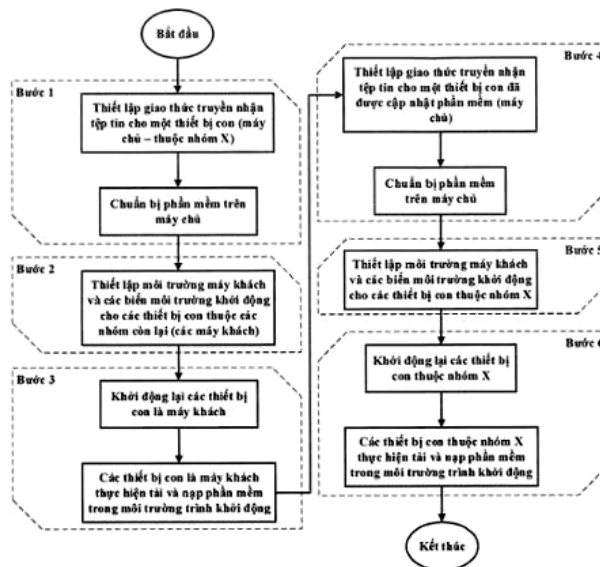 Bắt đầu
Bước 1
Thiết lập giao thức truyền nhận
tệp tin cho một thiết bị con (máy
chủ – thuộc nhóm X)
Chuẩn bị phần mềm trên
máy chủ
Bước 2
Thiết lập môi trường máy khách
và các biến môi trường khởi động
cho các thiết bị con thuộc các
nhóm còn lại (các máy khách)
Bước 3
Khởi động lại các thiết bị
con là máy khách
Các thiết bị con là máy khách
thực hiện tải và nạp phần mềm
trong môi trường trình khởi động
Bước 4
Thiết lập giao thức truyền nhận
tệp tin cho một thiết bị con đã
được cập nhật phần mềm (máy
chủ)
Chuẩn bị phần mềm trên
máy chủ
Bước 5
Thiết lập môi trường máy khách
và các biến môi trường khởi động
cho các thiết bị con thuộc nhóm X
Bước 6
Khởi động lại các thiết bị
con thuộc nhóm X
Các thiết bị con thuộc nhóm X
thực hiện tải và nạp phần mềm
trong môi trường trình khởi động
Kết thúc